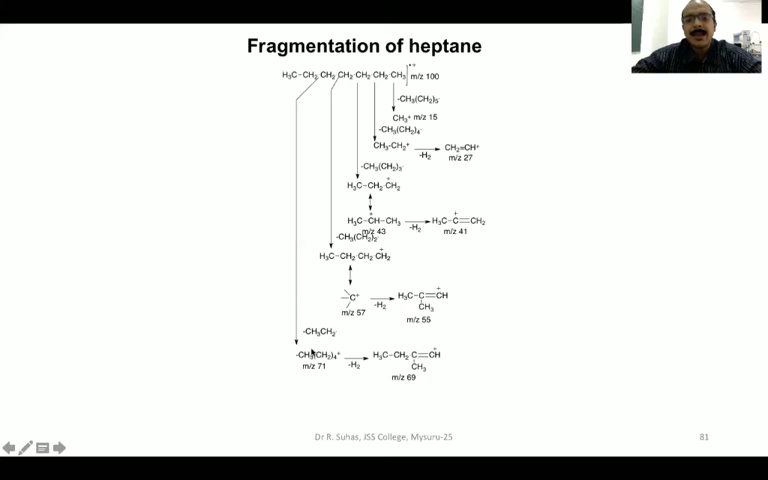 Fragmentation of heptane
H₃C-CH₂ CH₂ CH₂ CH₂ CH₂ CH₃ •+ m/z 100
-CH₃(CH₂)₅·
CH₃⁺ m/z 15
-CH₃(CH₂)₄·
CH₃-CH₂⁺ -H₂ CH₂=CH⁺
m/z 27
-CH₃(CH₂)₃·
H₃C-CH₂ CH₂ +
H₃C-CH-CH₃ + -H₂ H₃C-C=CH₂ +
m/z 43 m/z 41
-CH₃(CH₂)₂·
H₃C-CH₂ CH₂ CH₂ +
C⁺ -H₂ H₃C-C=CH +
CH₃
m/z 57
m/z 55
-CH₃CH₂·
-CH₃(CH₂)₄⁺ -H₂ H₃C-CH₂ C=CH +
m/z 71 CH₃
m/z 69
Dr R. Suhas, JSS College, Mysuru-25 81